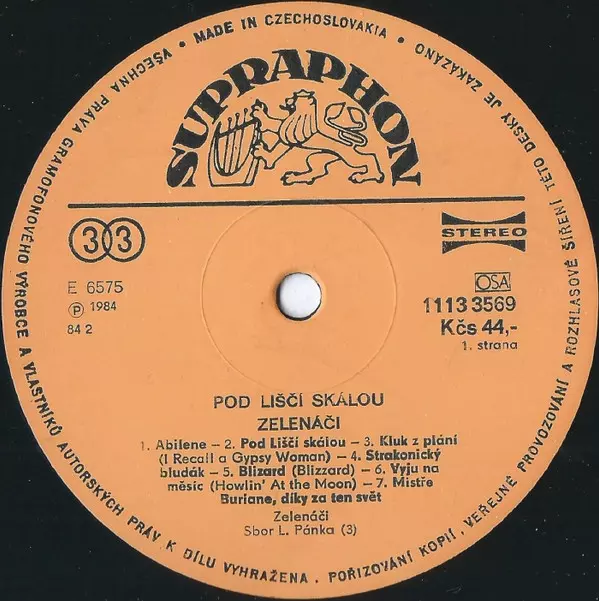 VŠECHNA PRÁVA GRAMOFONOVÉHO VÝROBCE A VLASTNÍKŮ AUTORSKÝCH PRÁV K DÍLU VYHRAŽENA . POŘIZOVÁNÍ KOPIÍ, VEŘEJNÉ PROVOZOVÁNÍ A ROZHLASOVÉ ŠÍŘENÍ TÉTO DESKY JE ZAKÁZÁNO • MADE IN CZECHOSLOVAKIA •
SUPRAPHON
33
STEREO
E 6575
Ⓟ 1984
84 2
OSA
1113 3569
Kčs 44,-
1. strana
POD LIŠČÍ SKÁLOU
ZELENÁČI
1. Abilene – 2. Pod Liščí skálou – 3. Kluk z plání
(I Recall a Gypsy Woman) – 4. Strakonický
bludák – 5. Blizard (Blizzard) – 6. Vyju na
měsíc (Howlin' At the Moon) – 7. Mistře
Buriane, díky za ten svět
Zelenáči
Sbor L. Pánka (3)